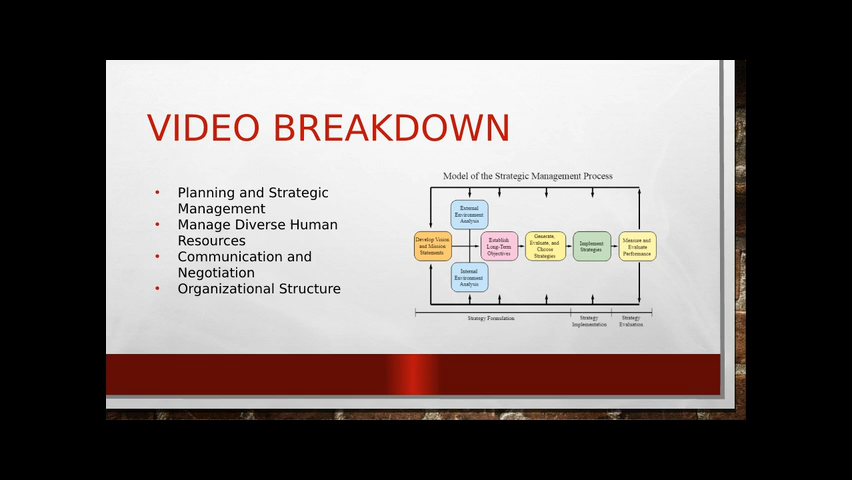 VIDEO BREAKDOWN
• Planning and Strategic
Management
• Manage Diverse Human
Resources
• Communication and
Negotiation
• Organizational Structure
Model of the Strategic Management Process
External
Environment
Analysis
Develop Vision
and Mission
Statements
Establish
Long-Term
Objectives
Generate,
Evaluate, and
Choose
Strategies
Implement
Strategies
Measure and
Evaluate
Performance
Internal
Environment
Analysis
Strategy Formulation
Strategy
Implementation
Strategy
Evaluation